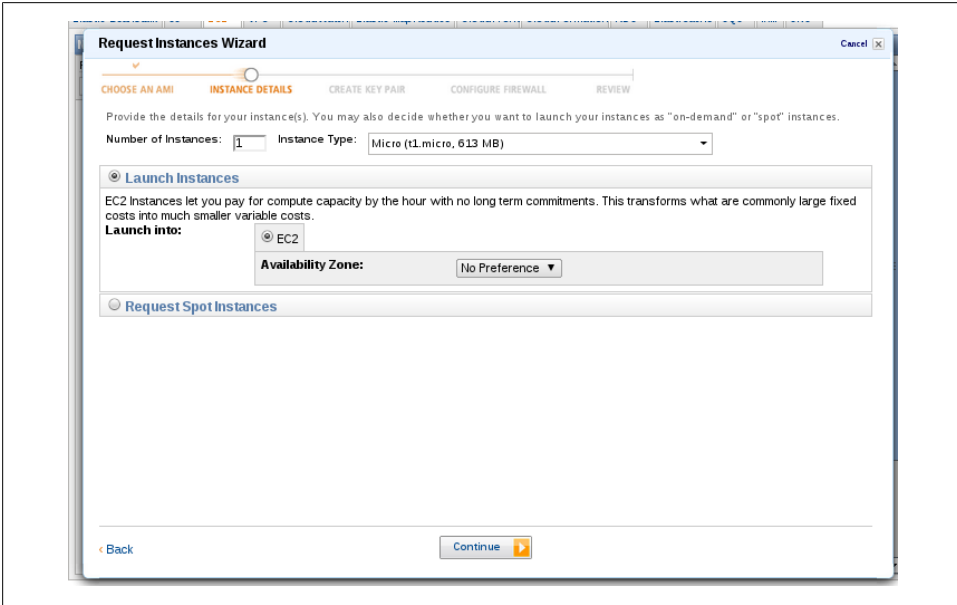 Request Instances Wizard
Cancel
CHOOSE AN AMI INSTANCE DETAILS CREATE KEY PAIR CONFIGURE FIREWALL REVIEW
Provide the details for your instance(s). You may also decide whether you want to launch your instances as "on-demand" or "spot" instances.
Number of Instances: 1 Instance Type: Micro (t1.micro, 613 MB)
Launch Instances
EC2 Instances let you pay for compute capacity by the hour with no long term commitments. This transforms what are commonly large fixed
costs into much smaller variable costs.
Launch into:
EC2
Availability Zone: No Preference
Request Spot Instances
‹ Back
Continue